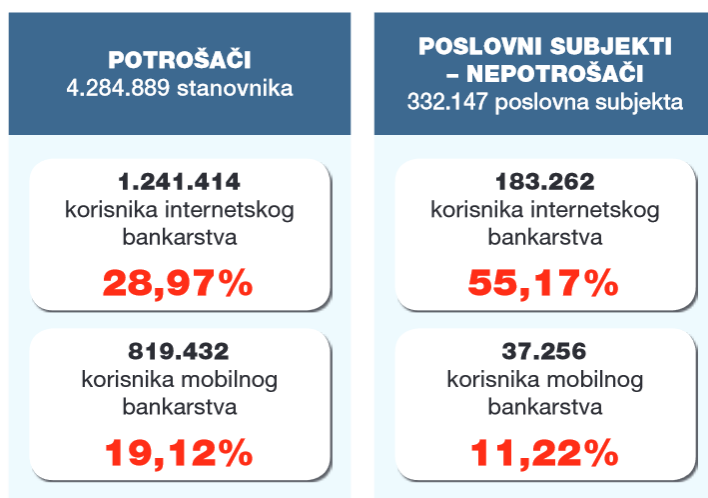 POTROŠAČI
4.284.889 stanovnika
1.241.414
korisnika internetskog
bankarstva
28,97%
819.432
korisnika mobilnog
bankarstva
19,12%
POSLOVNI SUBJEKTI
– NEPOTROŠAČI
332.147 poslovna subjekta
183.262
korisnika internetskog
bankarstva
55,17%
37.256
korisnika mobilnog
bankarstva
11,22%